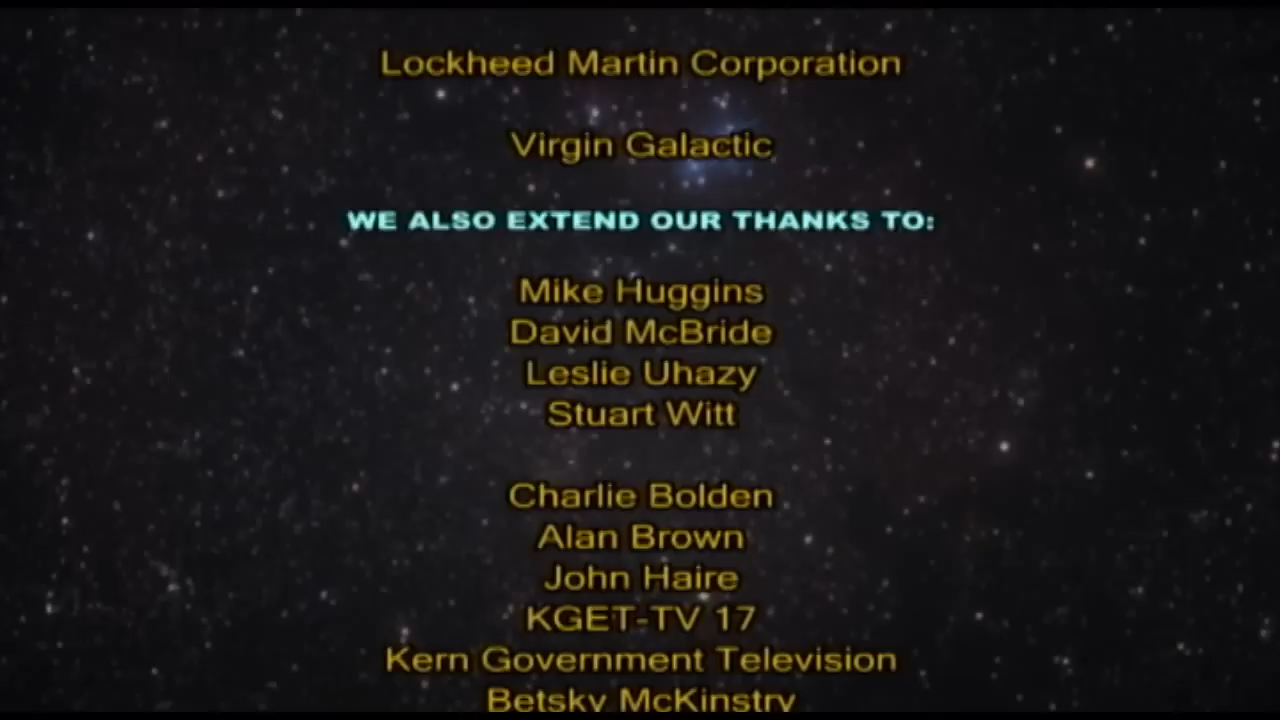 Lockheed Martin Corporation
Virgin Galactic
WE ALSO EXTEND OUR THANKS TO:
Mike Huggins
David McBride
Leslie Uhazy
Stuart Witt
Charlie Bolden
Alan Brown
John Haire
KGET-TV 17
Kern Government Television
Betsky McKinstry